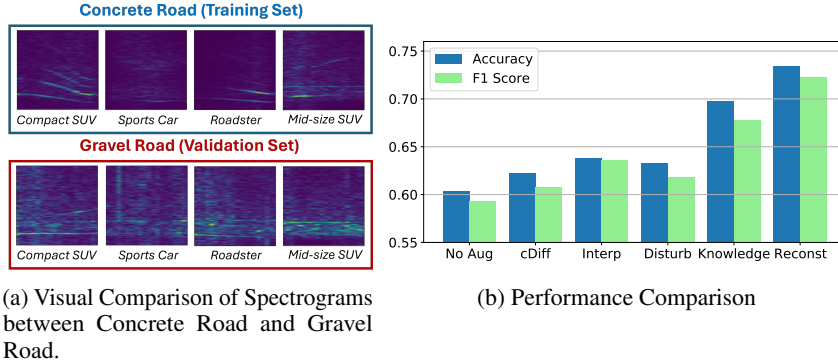 Concrete Road (Training Set)
Compact SUV Sports Car Roadster Mid-size SUV
Gravel Road (Validation Set)
Compact SUV Sports Car Roadster Mid-size SUV
(a) Visual Comparison of Spectrograms
between Concrete Road and Gravel
Road.
0.75
0.70
0.65
0.60
0.55
Accuracy
F1 Score
No Aug cDiff Interp Disturb Knowledge Reconst
(b) Performance Comparison